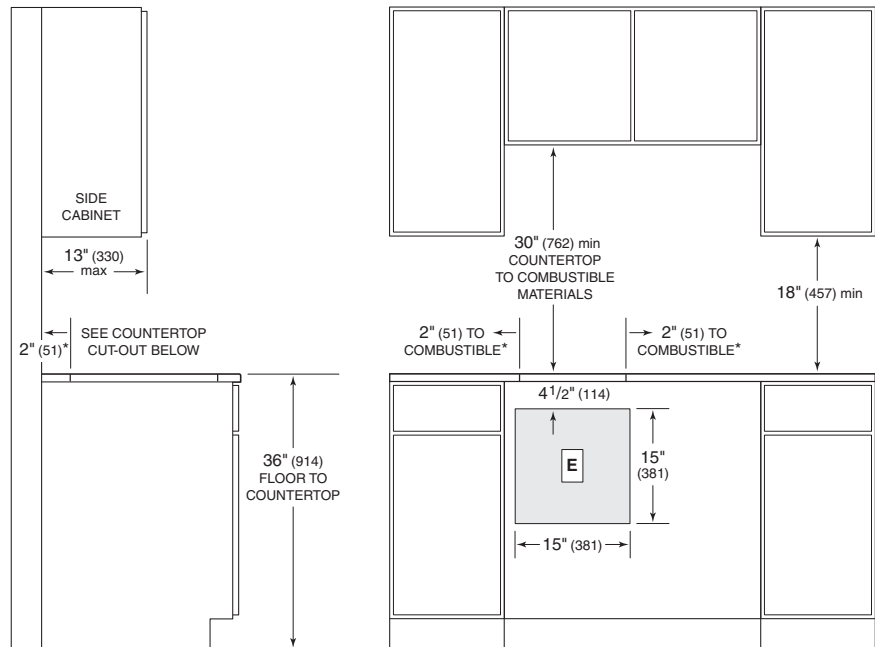 SIDE
CABINET
13" (330)
max
2" (51)*
SEE COUNTERTOP
CUT-OUT BELOW
36" (914)
FLOOR TO
COUNTERTOP
30" (762) min
COUNTERTOP
TO COMBUSTIBLE
MATERIALS
18" (457) min
2" (51) TO
COMBUSTIBLE*
2" (51) TO
COMBUSTIBLE*
4 1/2" (114)
E
15"
(381)
15" (381)